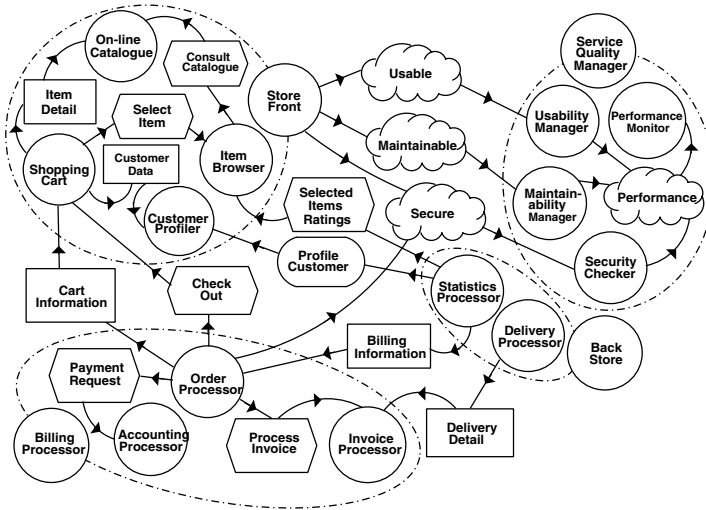 On-line
Catalogue
Consult
Catalogue
Service
Quality
Manager
Usable
Item
Detail
Select
Item
Store
Front
Usability
Manager
Performance
Monitor
Maintainable
Shopping
Cart
Customer
Data
Item
Browser
Selected
Items
Ratings
Secure
Maintain-
ability
Manager
Performance
Customer
Profiler
Profile
Customer
Security
Checker
Cart
Information
Check
Out
Statistics
Processor
Billing
Information
Delivery
Processor
Back
Store
Payment
Request
Order
Processor
Billing
Processor
Accounting
Processor
Process
Invoice
Invoice
Processor
Delivery
Detail